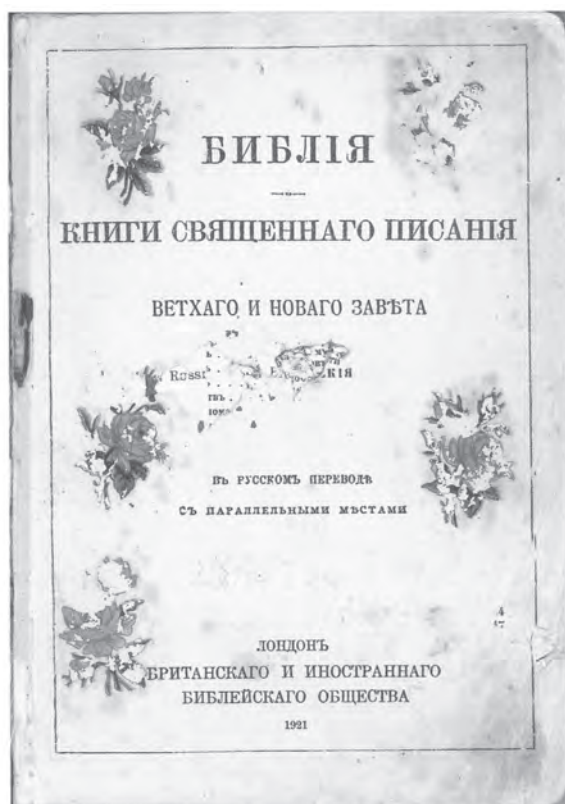 БИБЛІЯ
КНИГИ СВЯЩЕННАГО ПИСАНІЯ
ВЕТХАГО И НОВАГО ЗАВѢТА
ВЪ РУССКОМЪ ПЕРЕВОДѢ
СЪ ПАРАЛЛЕЛЬНЫМИ МѢСТАМИ
ЛОНДОНЪ
БРИТАНСКАГО И ИНОСТРАННАГО
БИБЛЕЙСКАГО ОБЩЕСТВА
1921